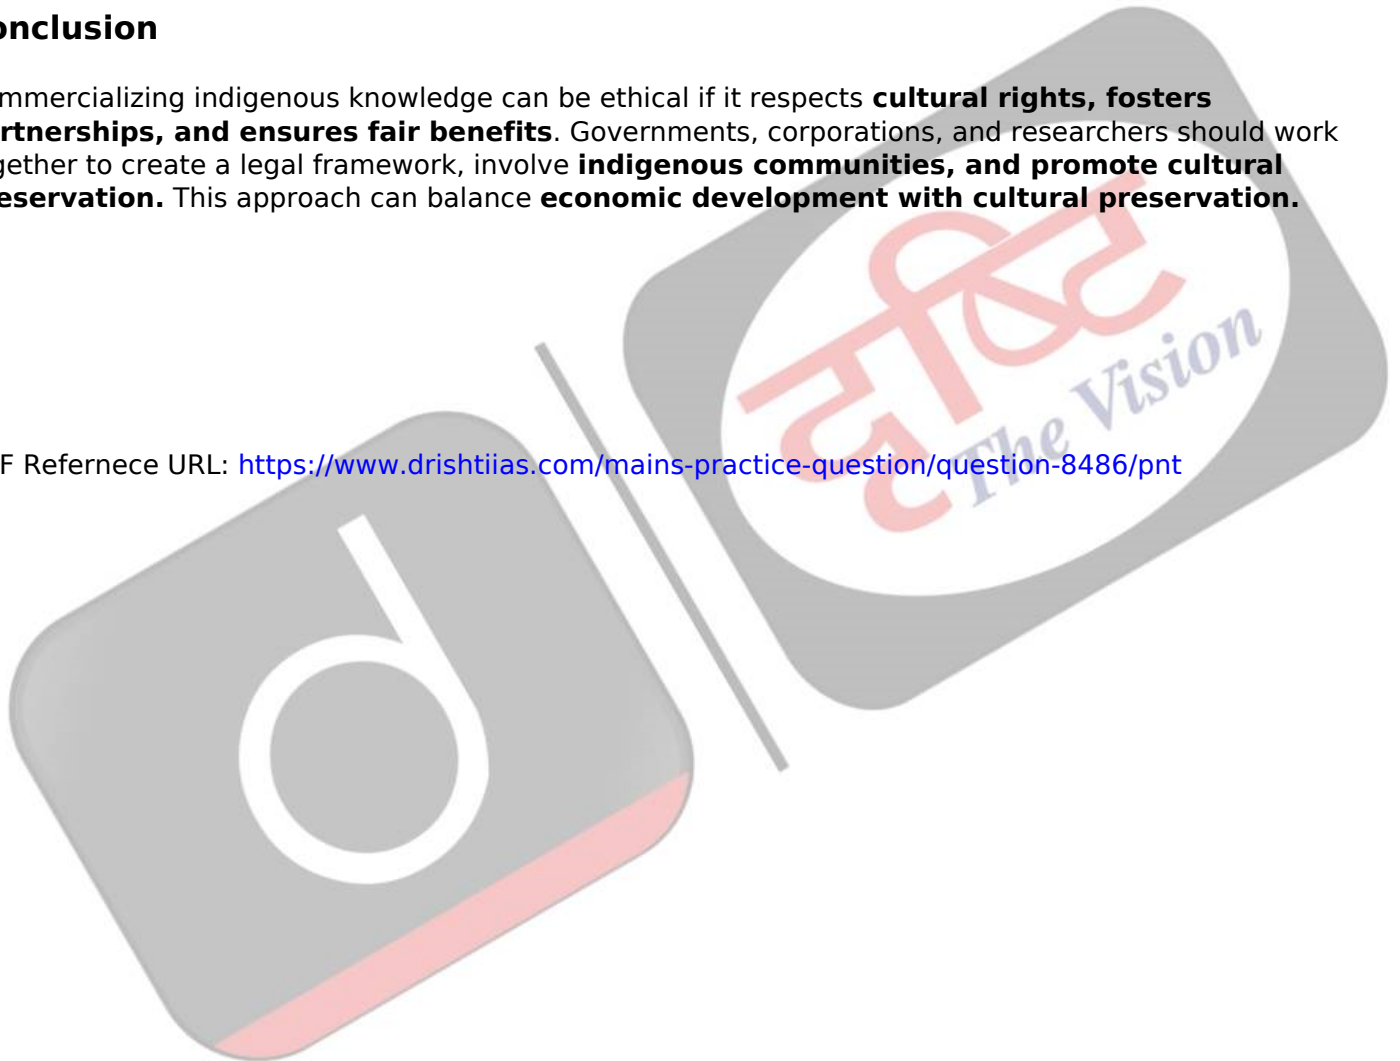 onclusion
mmercializing indigenous knowledge can be ethical if it respects cultural rights, fosters
rtnerships, and ensures fair benefits. Governments, corporations, and researchers should work
gether to create a legal framework, involve indigenous communities, and promote cultural
eservation. This approach can balance economic development with cultural preservation.
F Refernece URL: https://www.drishtiias.com/mains-practice-question/question-8486/pnt
दृष्टि
The Vision
d